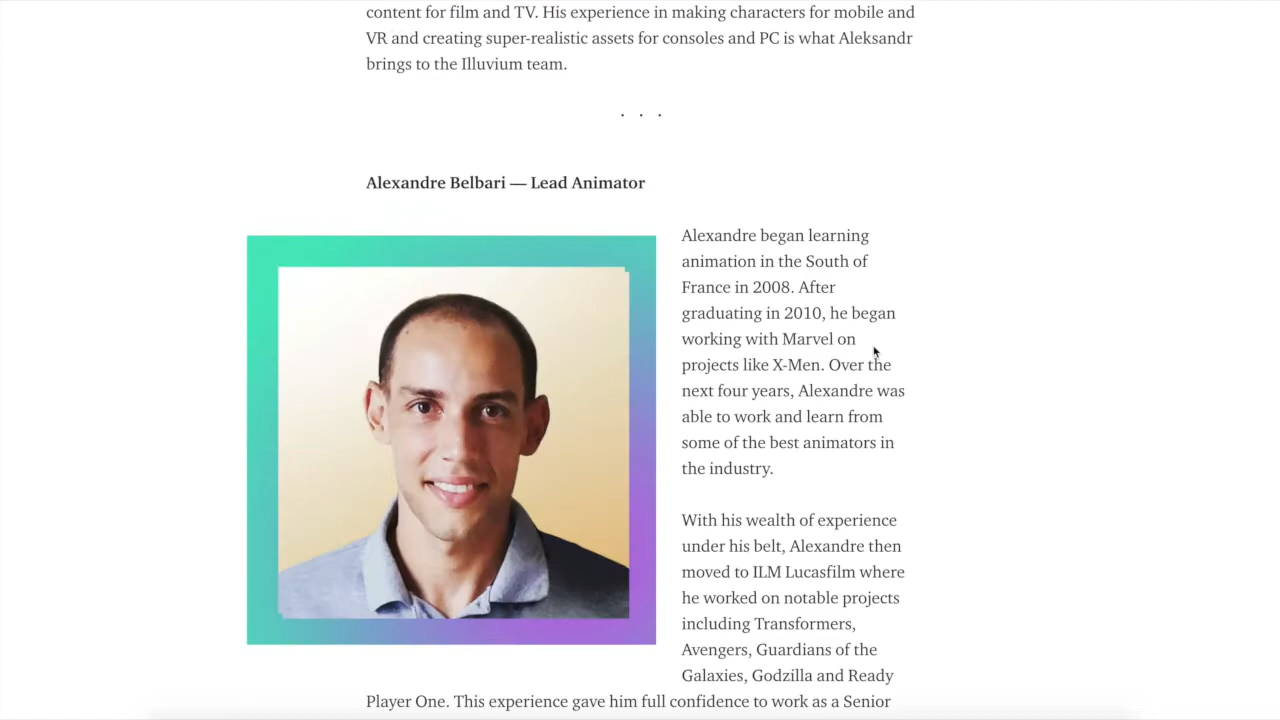 content for film and TV. His experience in making characters for mobile and
VR and creating super-realistic assets for consoles and PC is what Aleksandr
brings to the Illuvium team.
. . .
Alexandre Belbari — Lead Animator
Alexandre began learning
animation in the South of
France in 2008. After
graduating in 2010, he began
working with Marvel on
projects like X-Men. Over the
next four years, Alexandre was
able to work and learn from
some of the best animators in
the industry.
With his wealth of experience
under his belt, Alexandre then
moved to ILM Lucasfilm where
he worked on notable projects
including Transformers,
Avengers, Guardians of the
Galaxies, Godzilla and Ready
Player One. This experience gave him full confidence to work as a Senior